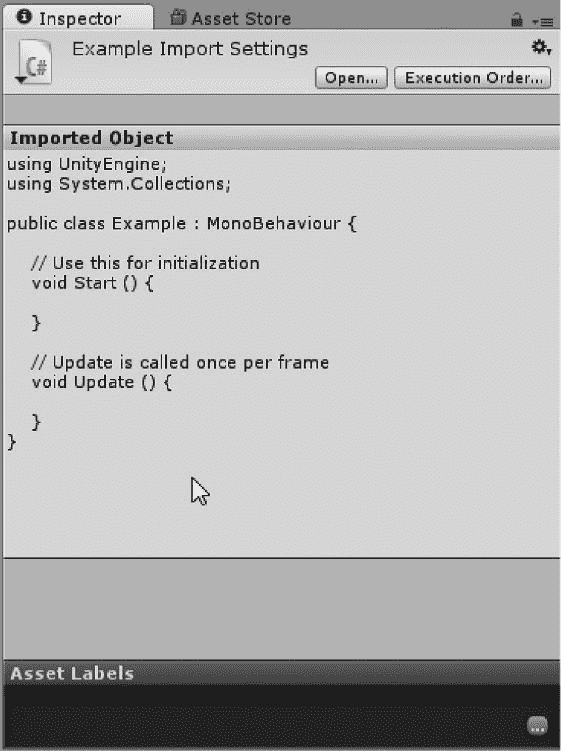 Inspector Asset Store
Example Import Settings
C#
Open... Execution Order...
Imported Object
using UnityEngine;
using System.Collections;
public class Example : MonoBehaviour {
// Use this for initialization
void Start () {
}
// Update is called once per frame
void Update () {
}
}
Asset Labels